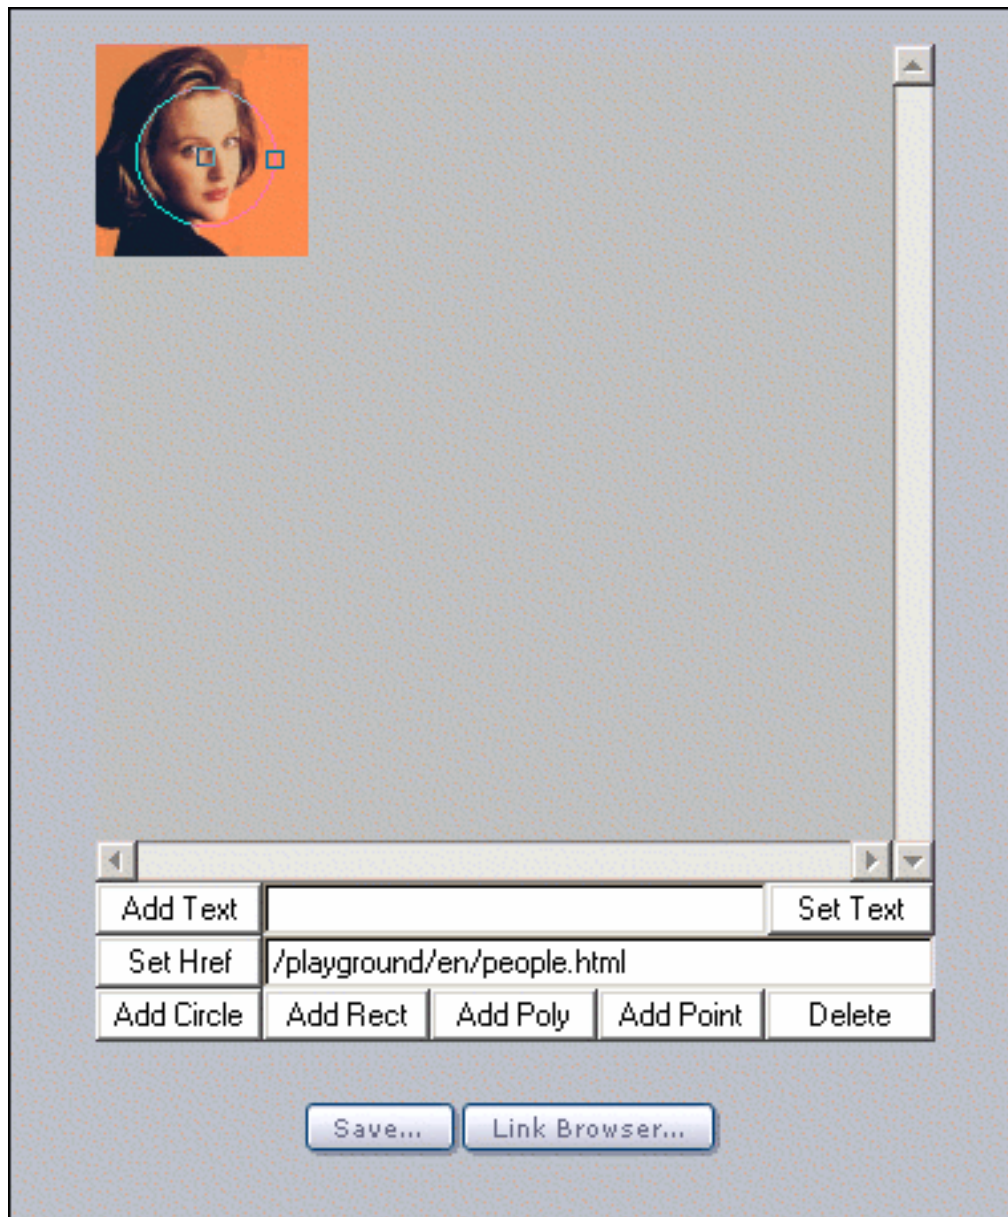 Add Text Set Text
Set Href /playground/en/people.html
Add Circle Add Rect Add Poly Add Point Delete
Save... Link Browser...